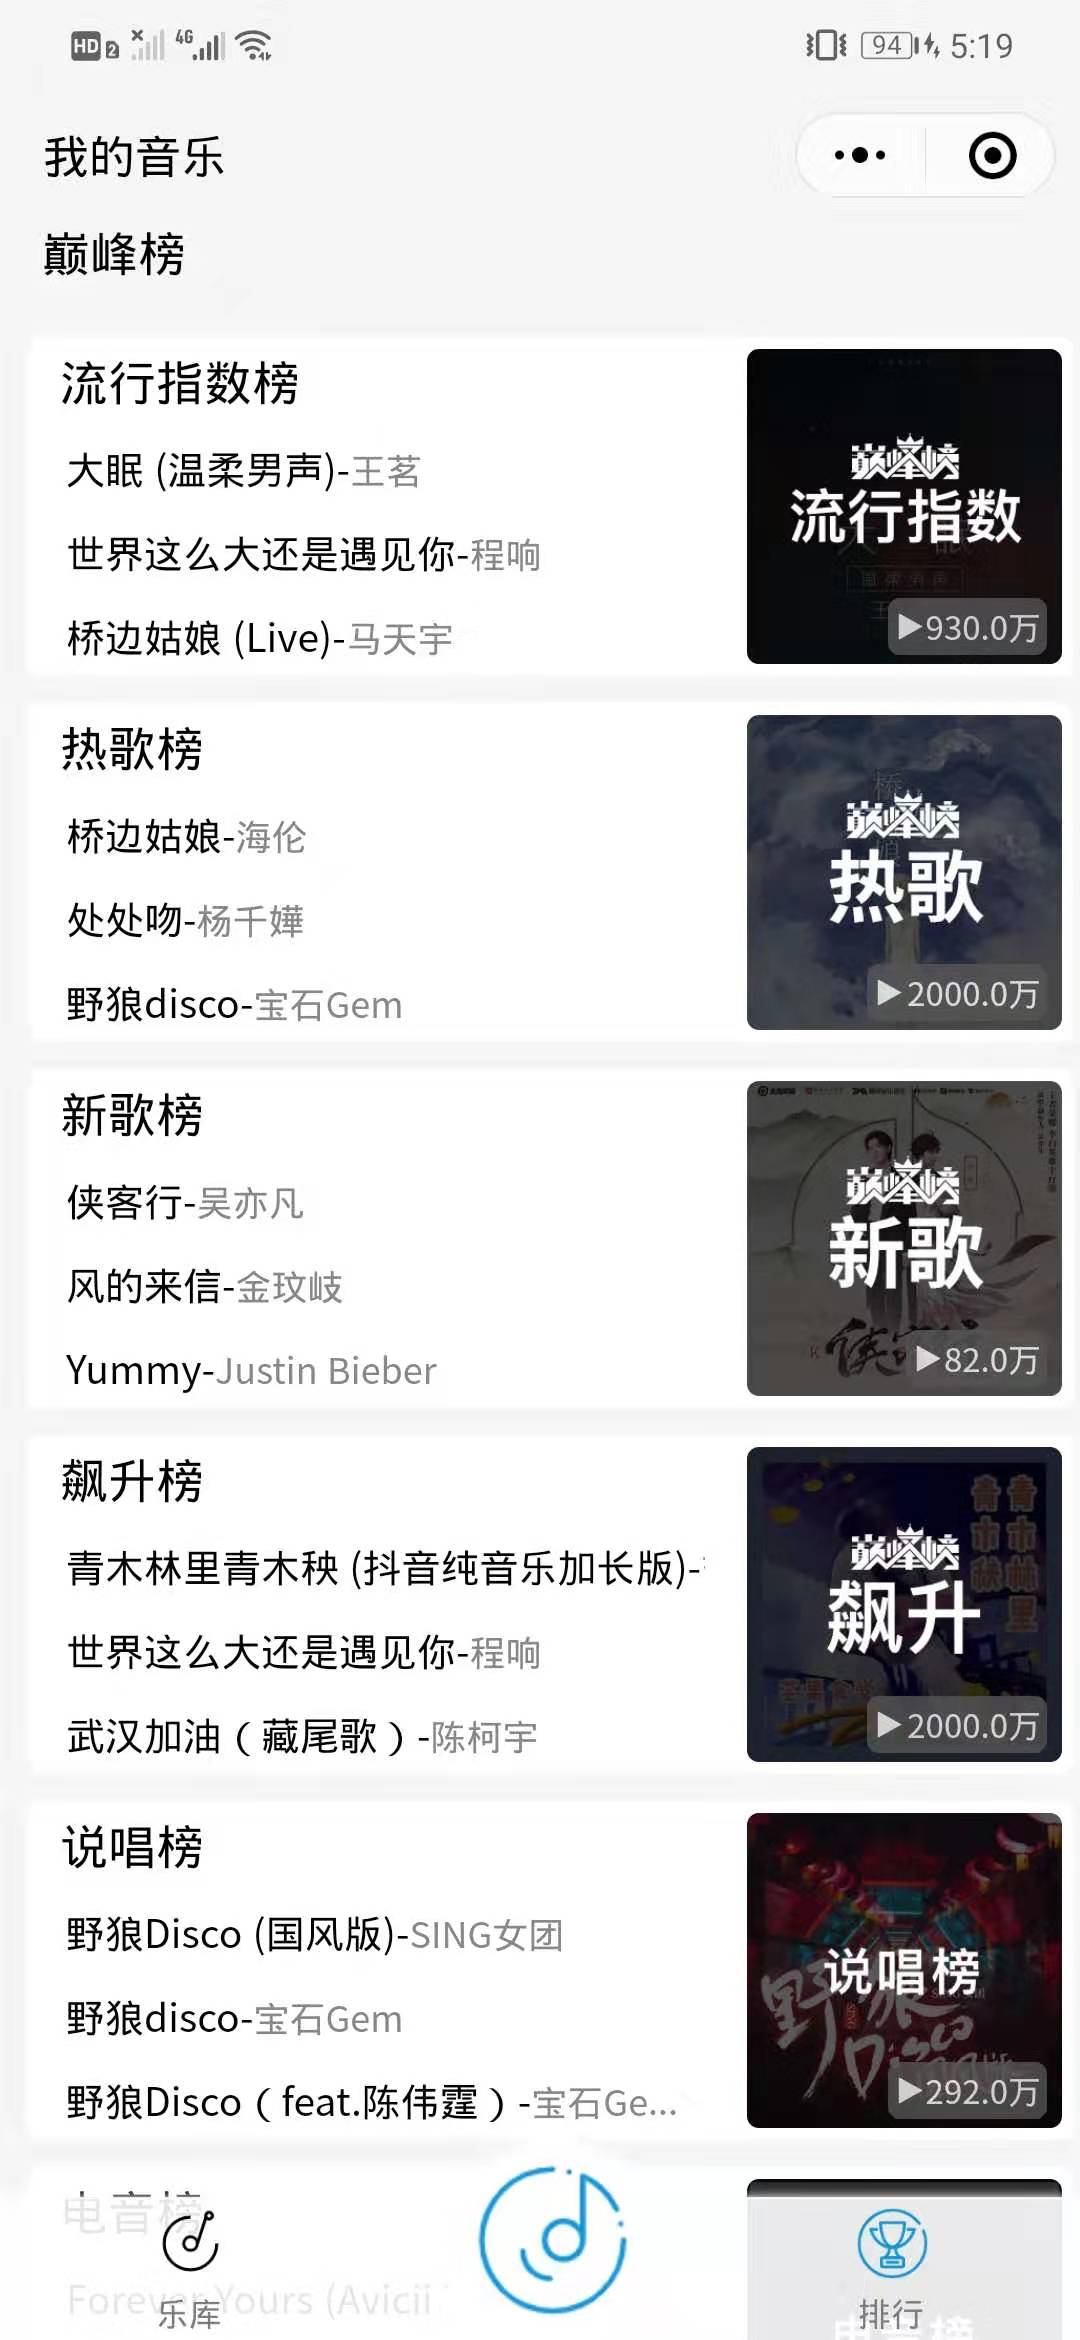 HD 2 4G 94 5:19
我的音乐
巅峰榜
流行指数榜
大眠 (温柔男声)-王茗
世界这么大还是遇见你-程响
桥边姑娘 (Live)-马天宇
巅峰榜
流行指数
930.0万
热歌榜
桥边姑娘-海伦
处处吻-杨千嬅
野狼disco-宝石Gem
巅峰榜
热歌
2000.0万
新歌榜
侠客行-吴亦凡
风的来信-金玟岐
Yummy-Justin Bieber
巅峰榜
新歌
82.0万
飙升榜
青木林里青木秧 (抖音纯音乐加长版)-
世界这么大还是遇见你-程响
武汉加油（藏尾歌）-陈柯宇
巅峰榜
飙升
2000.0万
说唱榜
野狼Disco (国风版)-SING女团
野狼disco-宝石Gem
野狼Disco（feat.陈伟霆）-宝石Ge...
说唱榜
野狼Disco
292.0万
电音榜
Forever Yours (Avicii
乐库
排行
电音榜